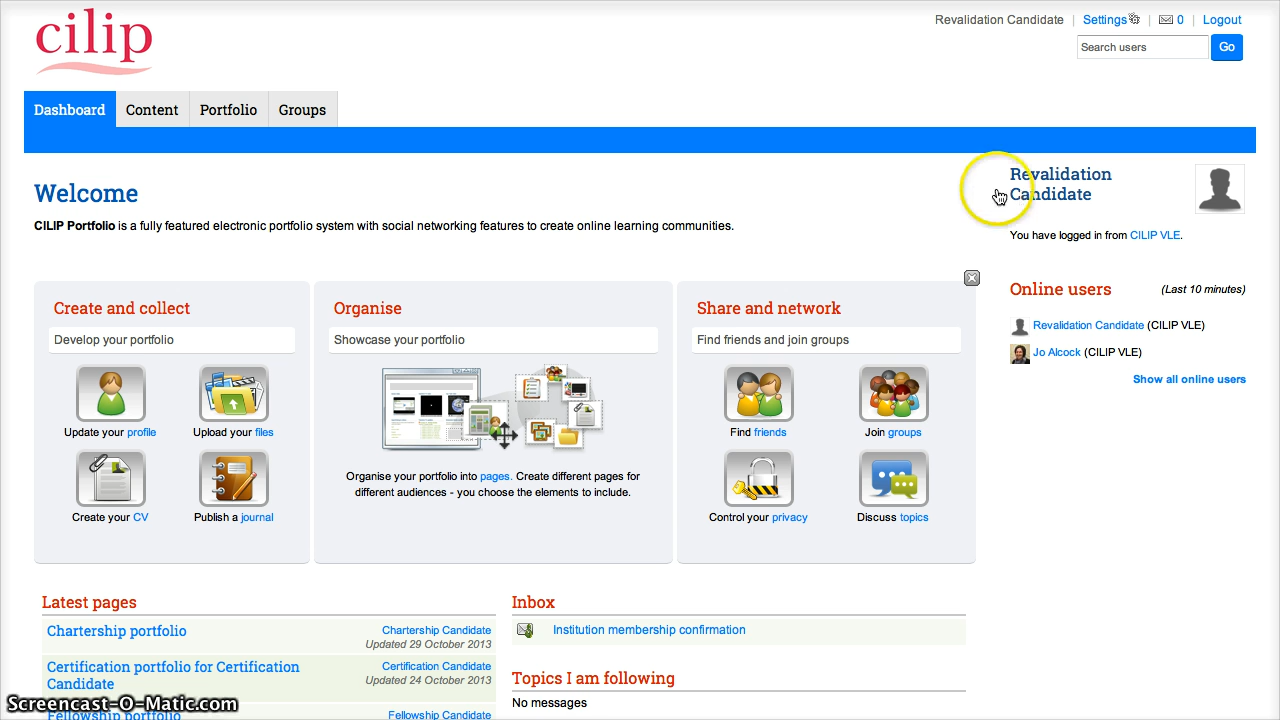 cilip
Revalidation Candidate | Settings | 0 | Logout
Search users Go
Dashboard Content Portfolio Groups
Welcome
CILIP Portfolio is a fully featured electronic portfolio system with social networking features to create online learning communities.
Revalidation
Candidate
You have logged in from CILIP VLE.
Online users (Last 10 minutes)
Revalidation Candidate (CILIP VLE)
Jo Alcock (CILIP VLE)
Show all online users
Create and collect
Develop your portfolio
Update your profile
Upload your files
Create your CV
Publish a journal
Organise
Showcase your portfolio
Organise your portfolio into pages. Create different pages for
different audiences - you choose the elements to include.
Share and network
Find friends and join groups
Find friends
Join groups
Control your privacy
Discuss topics
Latest pages
Chartership portfolio
Chartership Candidate
Updated 29 October 2013
Certification portfolio for Certification
Candidate
Certification Candidate
Updated 24 October 2013
Fellowship portfolio
Fellowship Candidate
Inbox
Institution membership confirmation
Topics I am following
No messages
Screencast-O-Matic.com